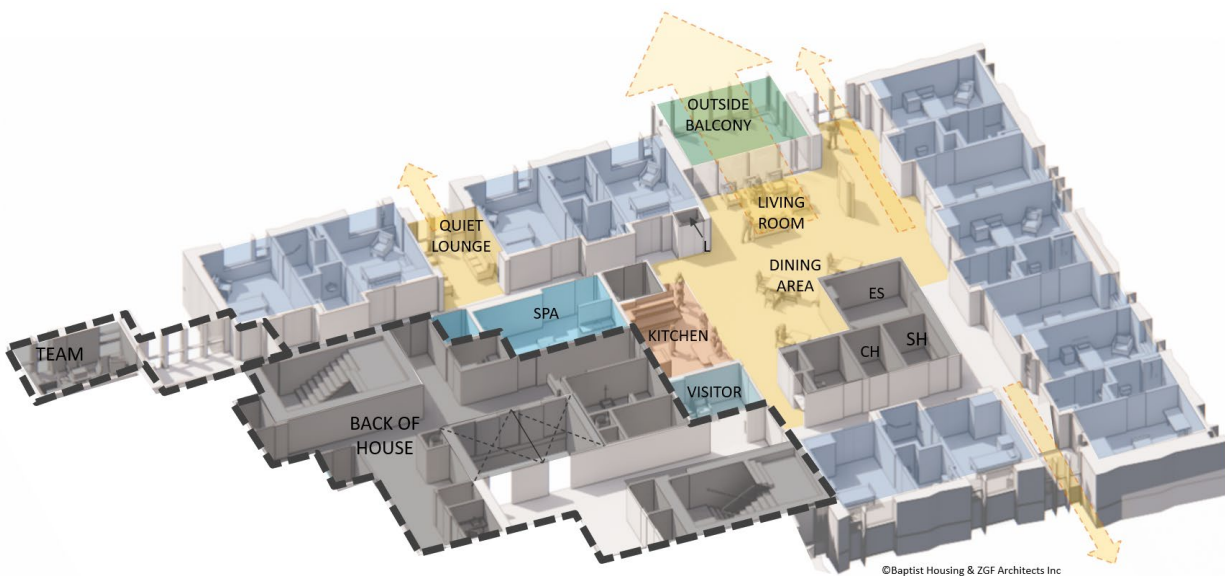 OUTSIDE
BALCONY
LIVING
ROOM
QUIET
LOUNGE
L
DINING
AREA
ES
SPA
KITCHEN
SH
CH
TEAM
VISITOR
BACK OF
HOUSE
©Baptist Housing & ZGF Architects Inc